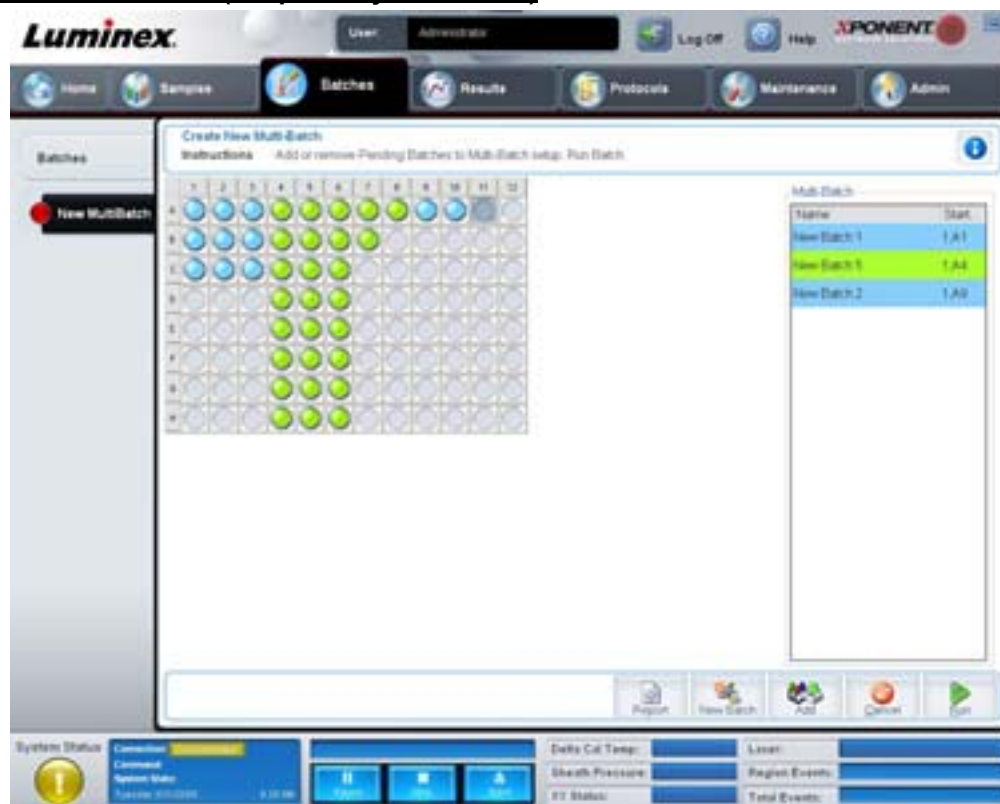 Luminex.
User:
Administrator
Log Off
Help
XPONENT
Home
Samples
Batches
Results
Protocols
Maintenance
Admin
Batches
New MultiBatch
Create New Multi-Batch
Instructions Add or remove Pending Batches to Multi-Batch setup. Run Batch.
1 2 3 4 5 6 7 8 9 10 11 12
A
B
C
D
E
F
G
H
Multi-Batch
Name Start
New Batch 1 1,A1
New Batch 5 1,A4
New Batch 2 1,A9
Report
New Batch
Add
Cancel
Run
System Status
Connection:
Command:
System State:
Delta Cal Temp:
Sheath Pressure:
XY Status:
Laser:
Region Events:
Total Events: